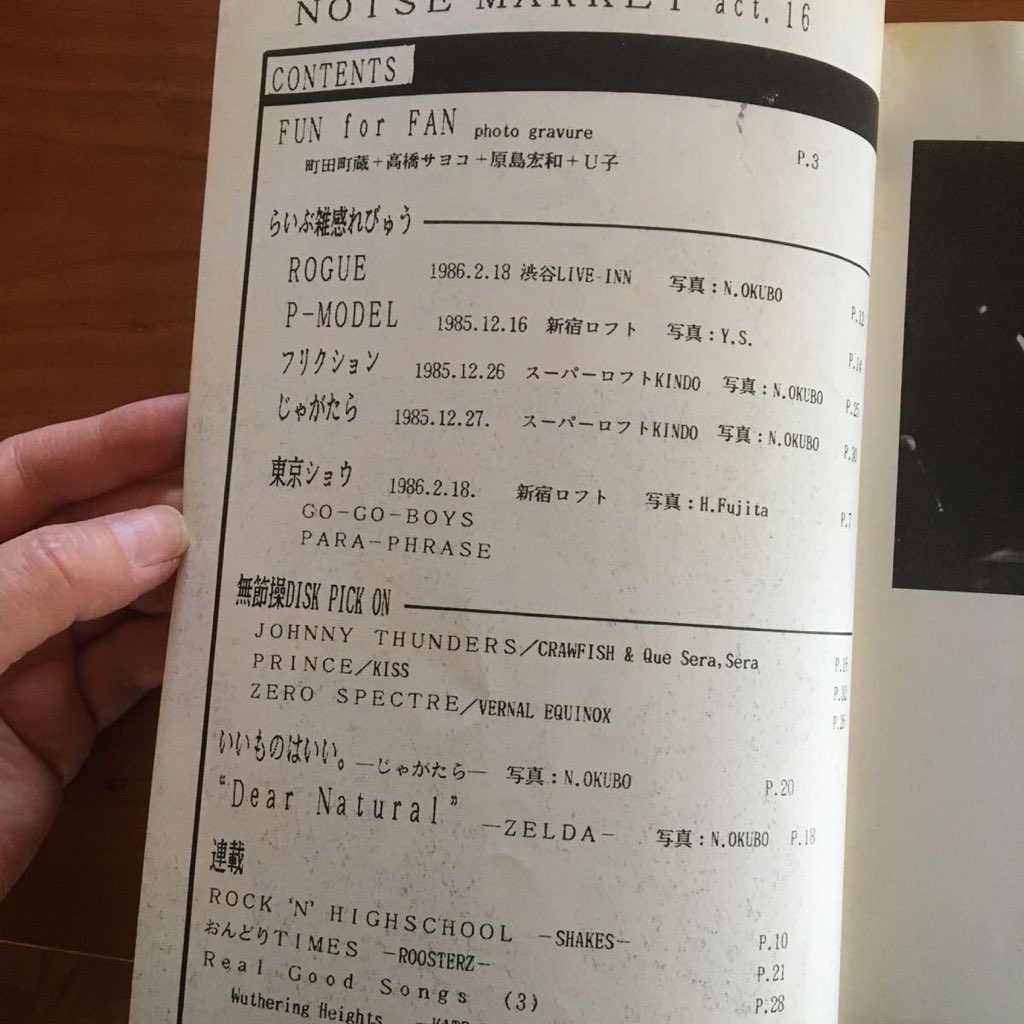 NOISE MARKET act.16
CONTENTS
FUN for FAN photo gravure P.3
町田町蔵+高橋サヨコ+原島宏和+U子
らいぶ雑感れびゅう
ROGUE 1986.2.18 渋谷LIVE-INN 写真:N.OKUBO P.12
P-MODEL 1985.12.16 新宿ロフト 写真:Y.S. P.14
フリクション 1985.12.26 スーパーロフトKINDO 写真:N.OKUBO P.25
じゃがたら 1985.12.27. スーパーロフトKINDO 写真:N.OKUBO P.30
東京ショウ 1986.2.18. 新宿ロフト 写真:H.Fujita P.7
GO-GO-BOYS
PARA-PHRASE
無節操DISK PICK ON
JOHNNY THUNDERS/CRAWFISH & Que Sera,Sera P.16
PRINCE/KISS P.32
ZERO SPECTRE/VERNAL EQUINOX P.26
いいものはいい。—じゃがたら— 写真:N.OKUBO P.20
“Dear Natural” —ZELDA— 写真:N.OKUBO P.18
連載
ROCK 'N' HIGHSCHOOL —SHAKES— P.10
おんどりTIMES —ROOSTERZ— P.21
Real Good Songs (3) P.28
Wuthering Heights